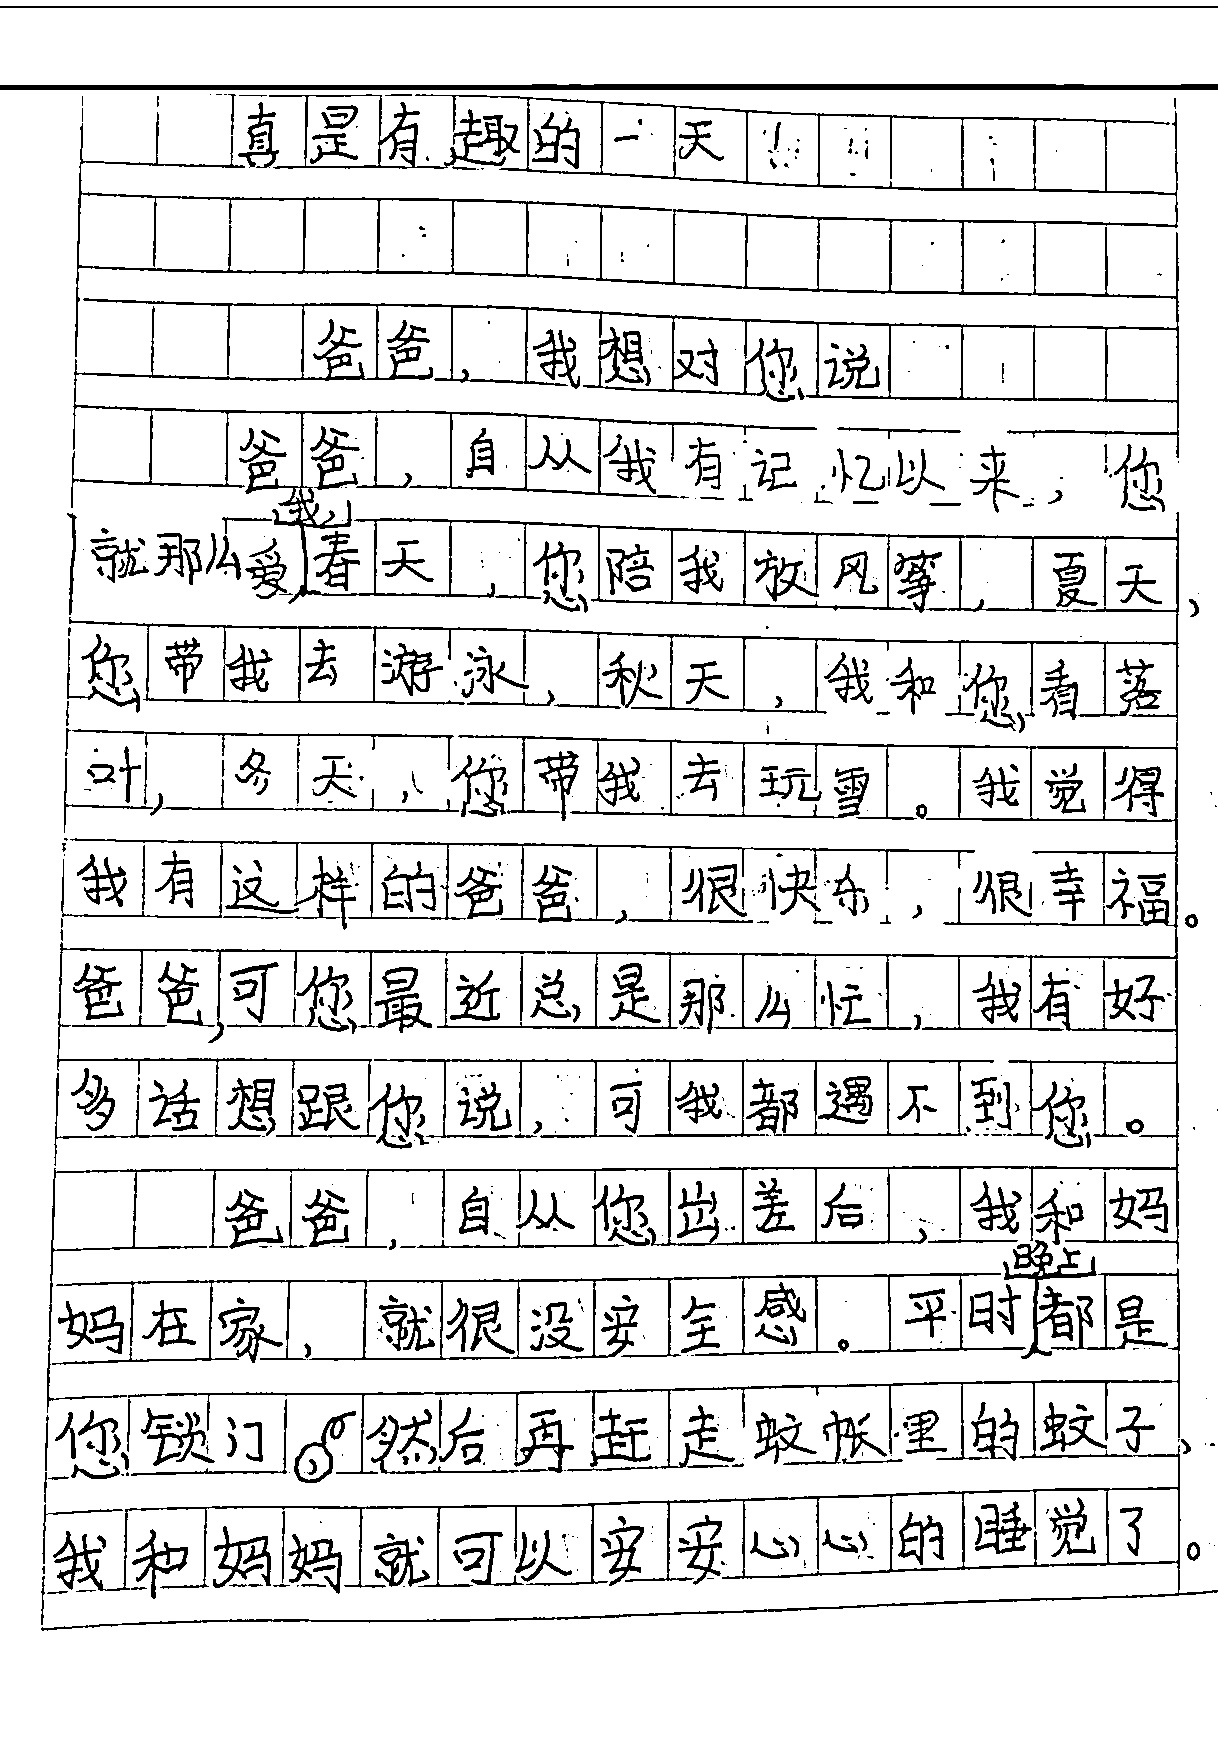 真是有趣的一天!
爸爸,我想对您说
爸爸,自从我有记忆以来,您
就那么爱我,春天,您陪我放风筝,夏天,
您带我去游泳,秋天,我和您看落
叶,冬天,您带我去玩雪。我觉得
我有这样的爸爸,很快乐,很幸福。
爸爸,可您最近总是那么忙,我有好
多话想跟您说,可我都遇不到您。
爸爸,自从您出差后,我和妈
妈在家,就很没安全感。平时晚上都是
您锁门,然后再赶走蚊帐里的蚊子,
我和妈妈就可以安安心心的睡觉了。